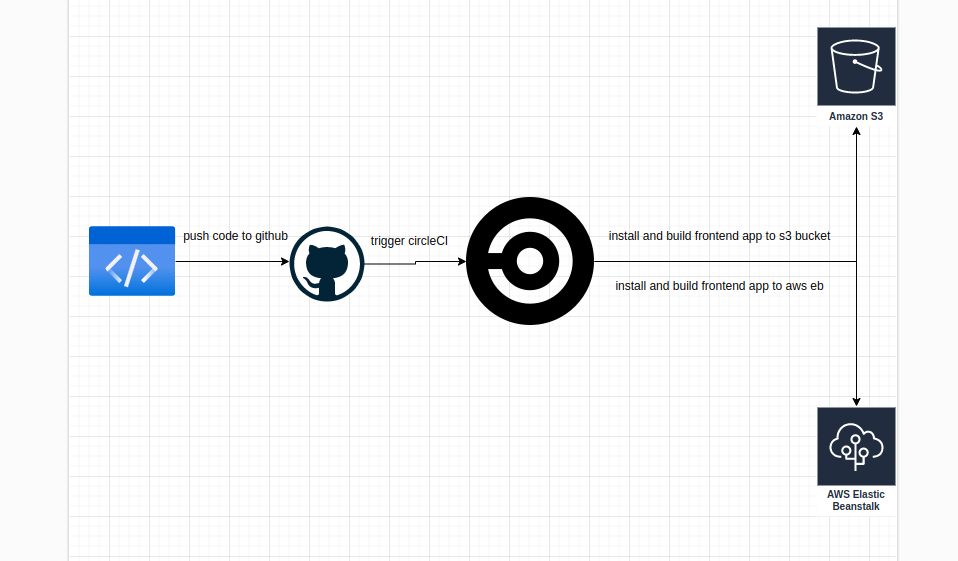 Amazon S3
push code to github
trigger circleCI
install and build frontend app to s3 bucket
install and build frontend app to aws eb
AWS Elastic
Beanstalk